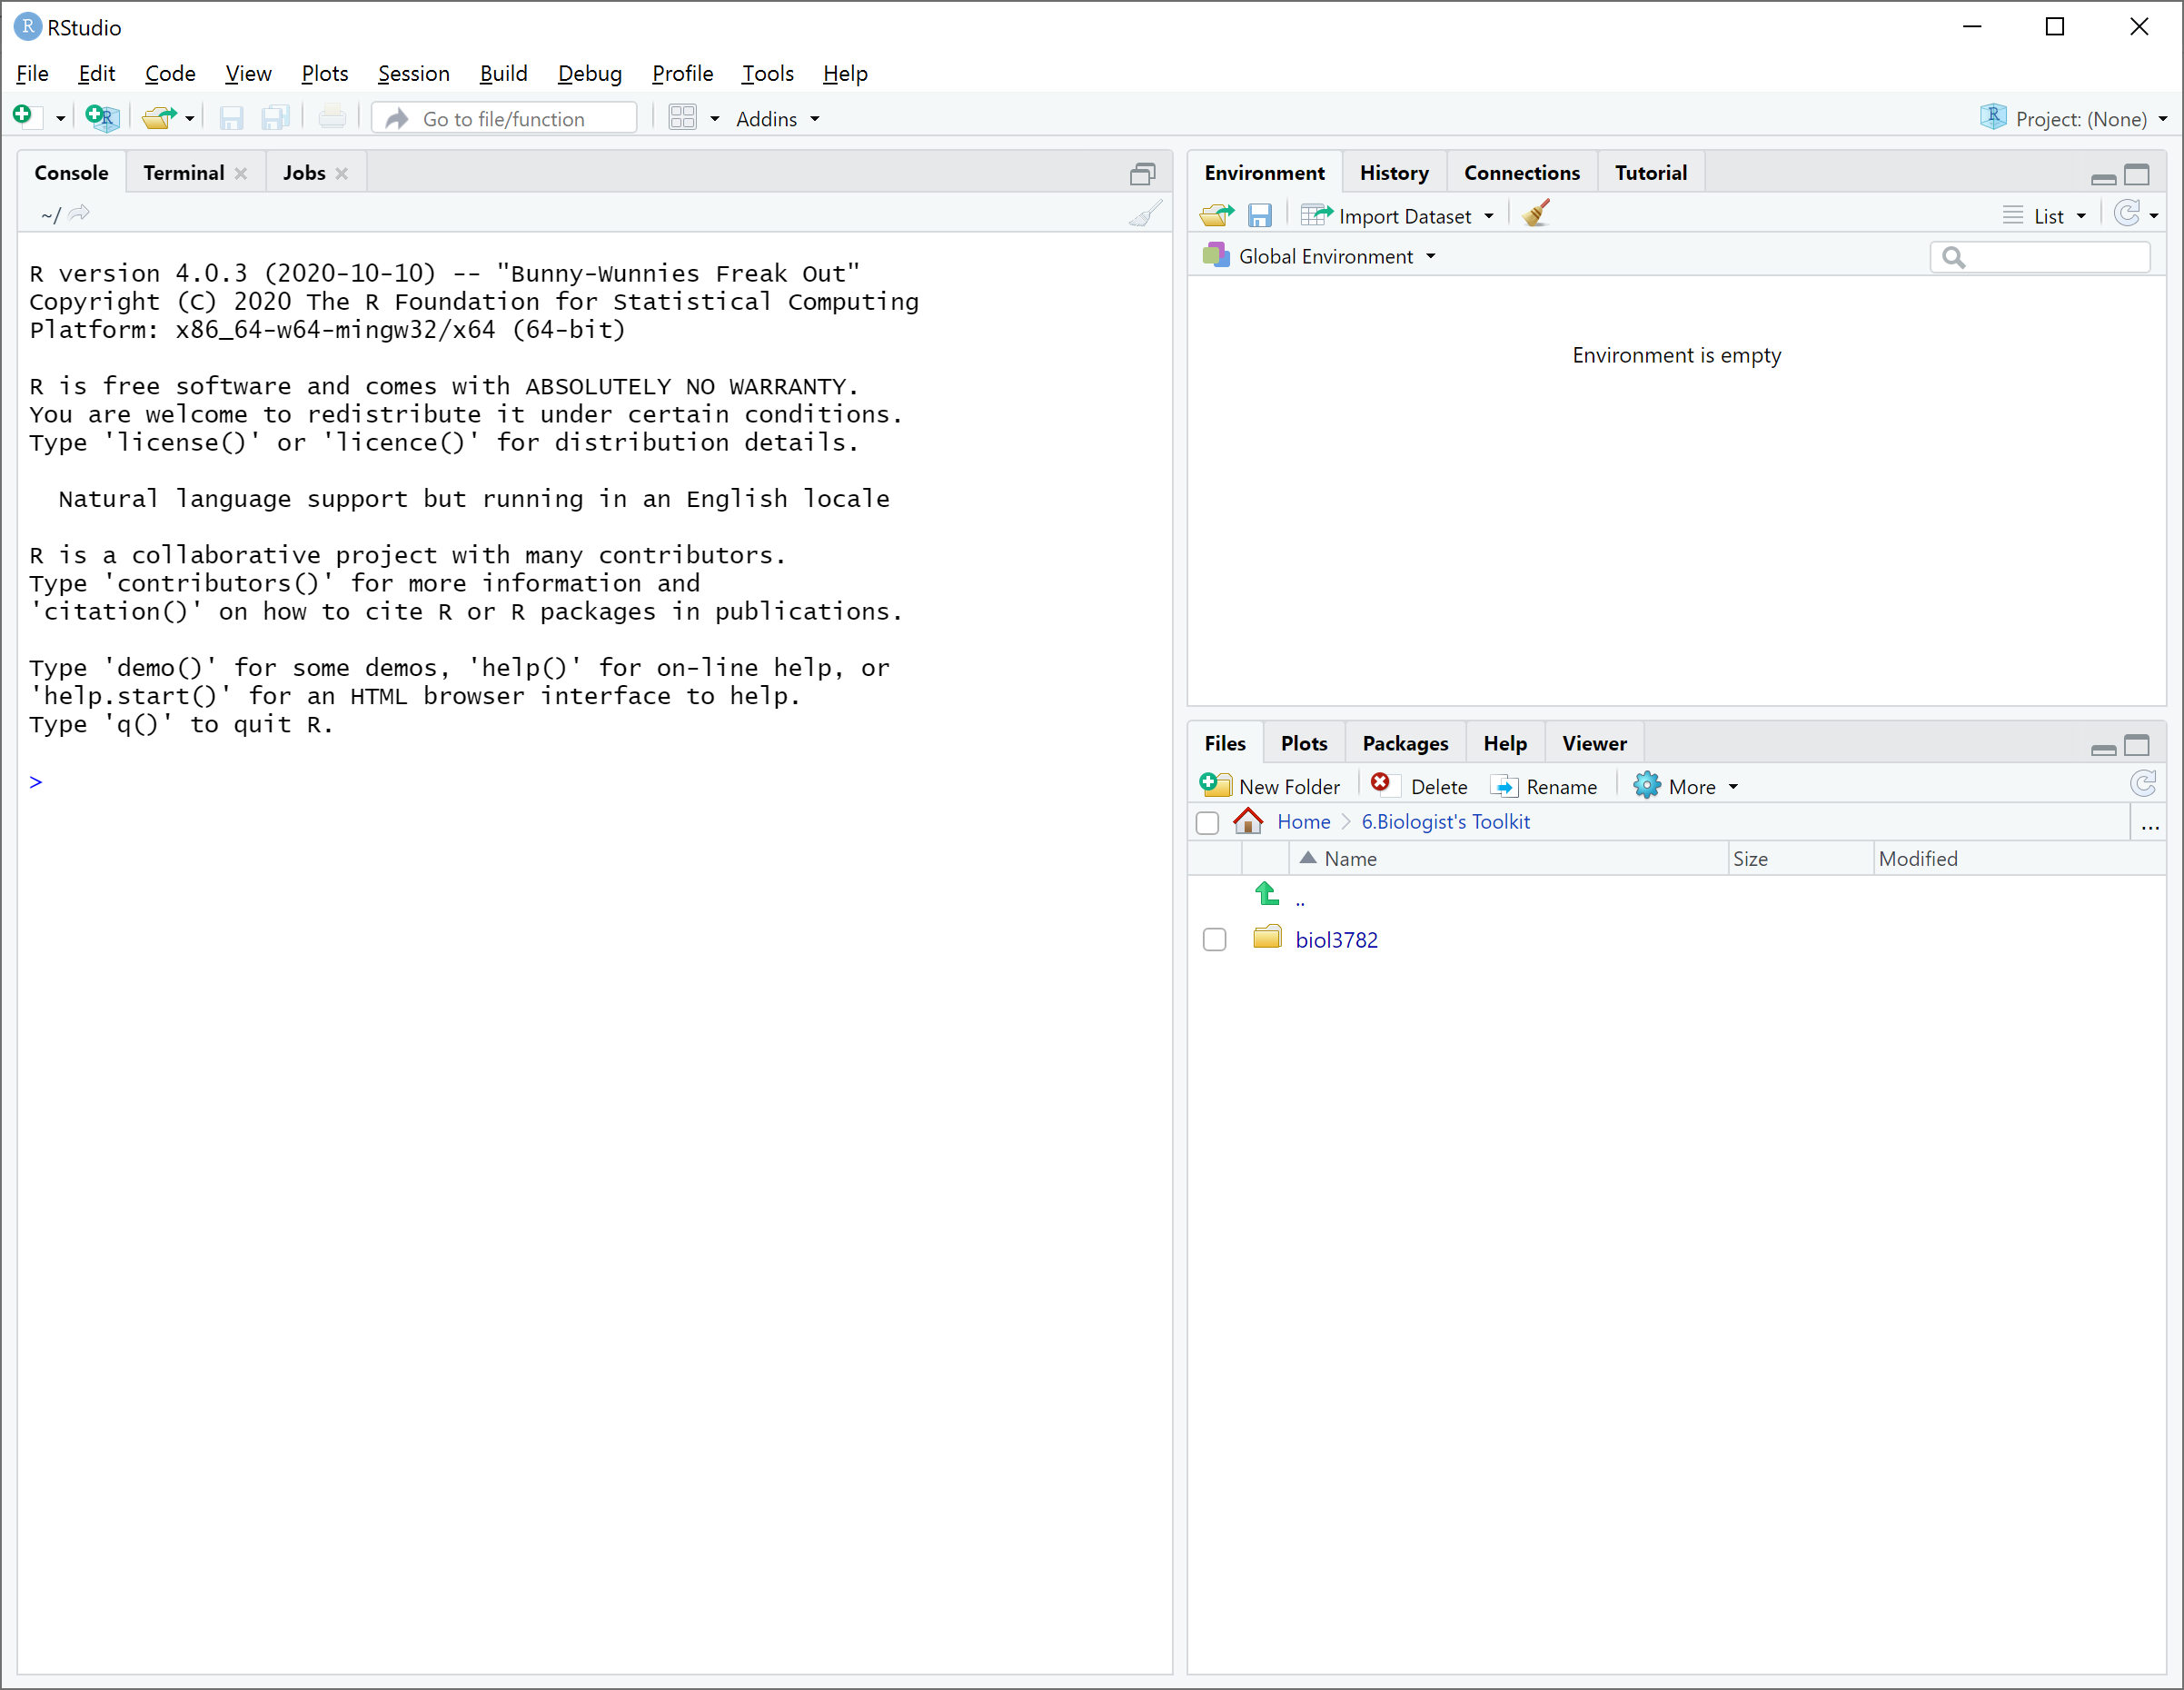 RStudio
File Edit Code View Plots Session Build Debug Profile Tools Help
Go to file/function Addins Project: (None)
Console Terminal Jobs
~/
R version 4.0.3 (2020-10-10) -- "Bunny-Wunnies Freak Out"
Copyright (C) 2020 The R Foundation for Statistical Computing
Platform: x86_64-w64-mingw32/x64 (64-bit)
R is free software and comes with ABSOLUTELY NO WARRANTY.
You are welcome to redistribute it under certain conditions.
Type 'license()' or 'licence()' for distribution details.
Natural language support but running in an English locale
R is a collaborative project with many contributors.
Type 'contributors()' for more information and
'citation()' on how to cite R or R packages in publications.
Type 'demo()' for some demos, 'help()' for on-line help, or
'help.start()' for an HTML browser interface to help.
Type 'q()' to quit R.
>
Environment History Connections Tutorial
Import Dataset List
Global Environment
Environment is empty
Files Plots Packages Help Viewer
New Folder Delete Rename More
Home 6.Biologist's Toolkit ...
Name Size Modified
..
biol3782